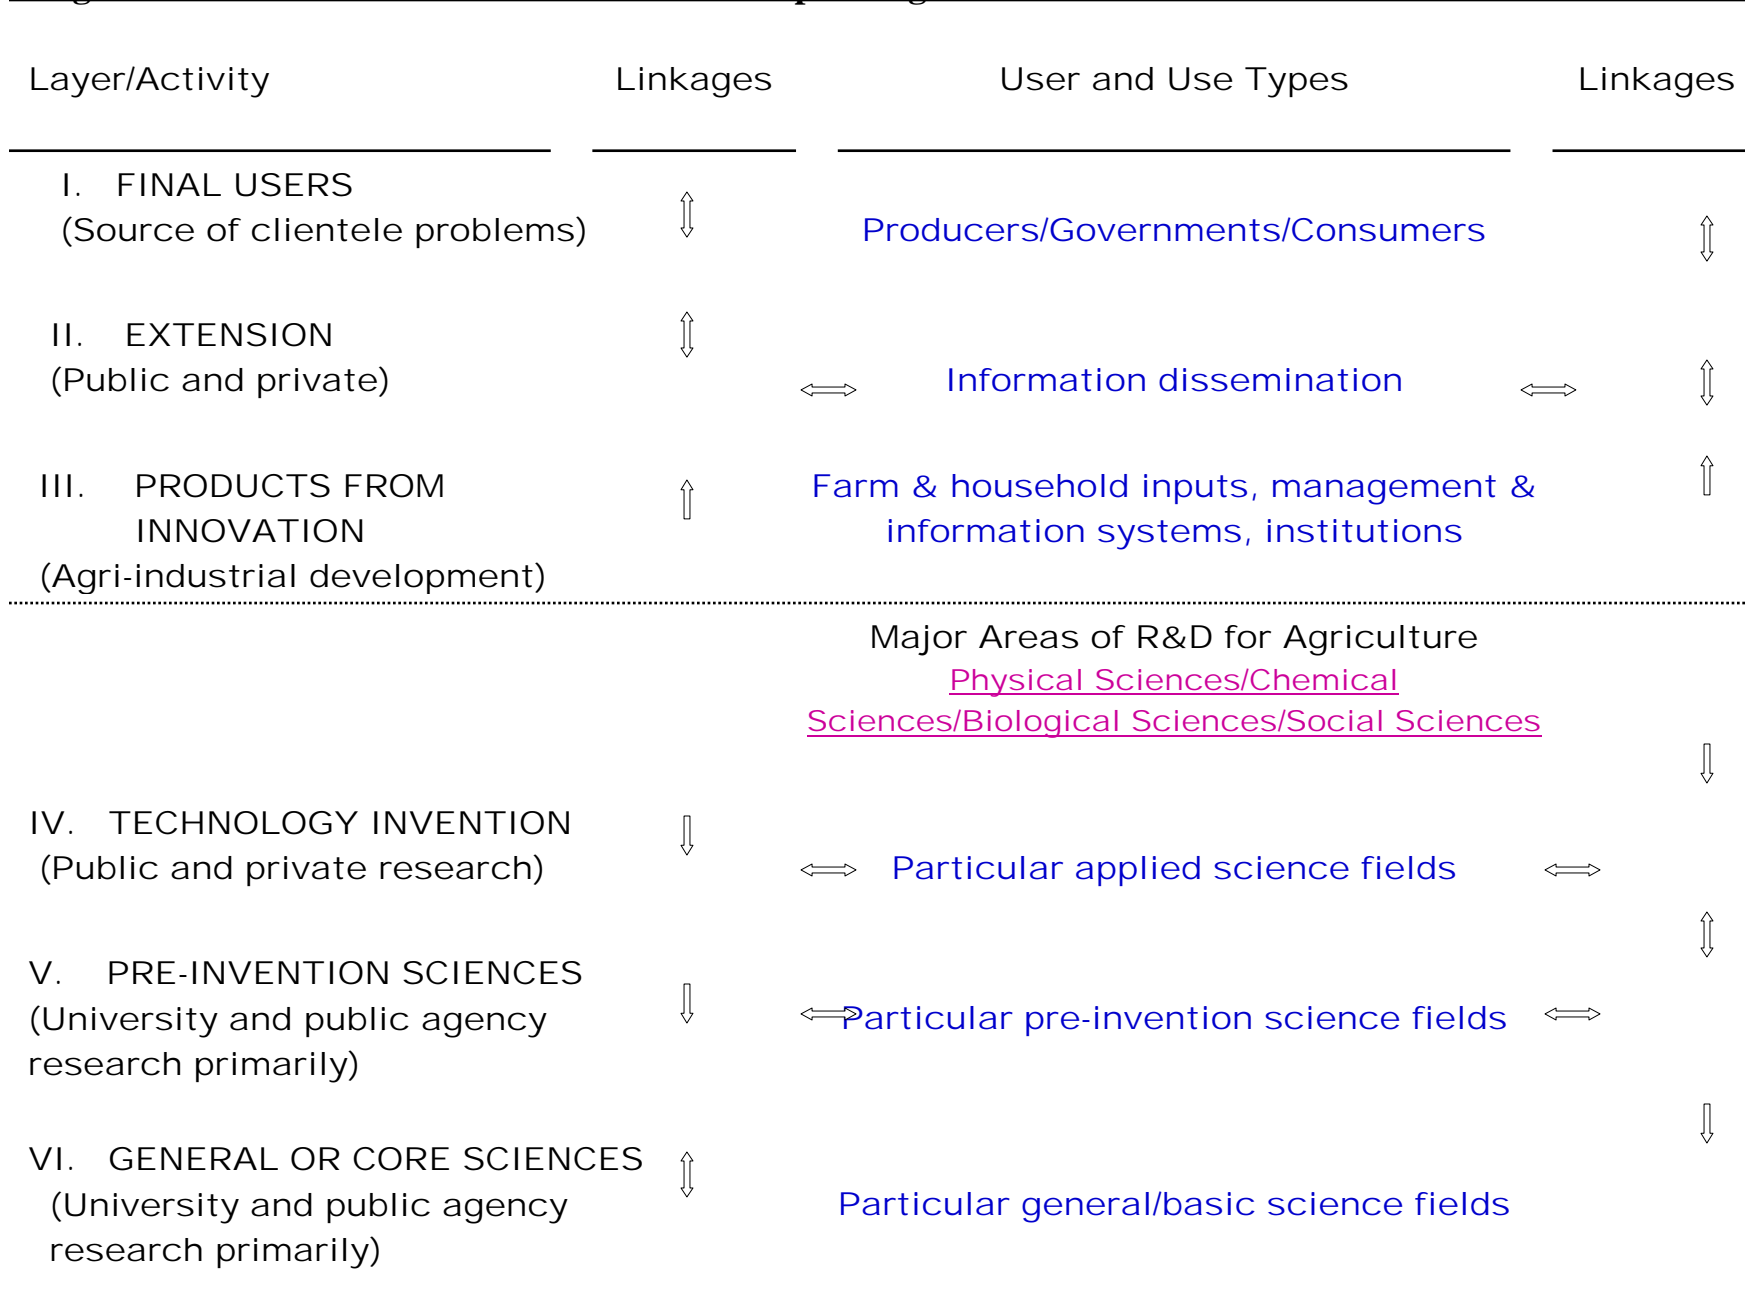 Layer/Activity Linkages User and Use Types Linkages
I. FINAL USERS
(Source of clientele problems) Producers/Governments/Consumers
II. EXTENSION
(Public and private) Information dissemination
III. PRODUCTS FROM Farm & household inputs, management &
INNOVATION information systems, institutions
(Agri-industrial development)
Major Areas of R&D for Agriculture
Physical Sciences/Chemical
Sciences/Biological Sciences/Social Sciences
IV. TECHNOLOGY INVENTION
(Public and private research) Particular applied science fields
V. PRE-INVENTION SCIENCES
(University and public agency Particular pre-invention science fields
research primarily)
VI. GENERAL OR CORE SCIENCES
(University and public agency Particular general/basic science fields
research primarily)